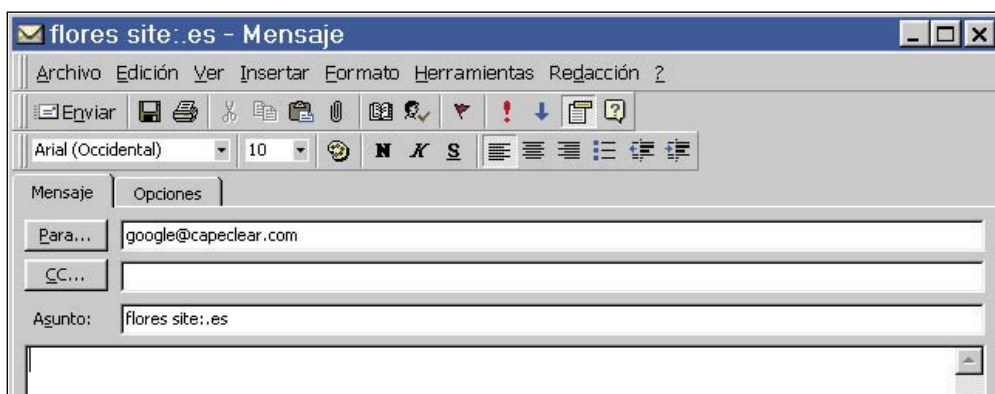 flores site:.es - Mensaje
Archivo Edición Ver Insertar Formato Herramientas Redacción ?
Enviar
Arial (Occidental) 10 N K S
Mensaje Opciones
Para... google@capeclear.com
CC...
Asunto: flores site:.es